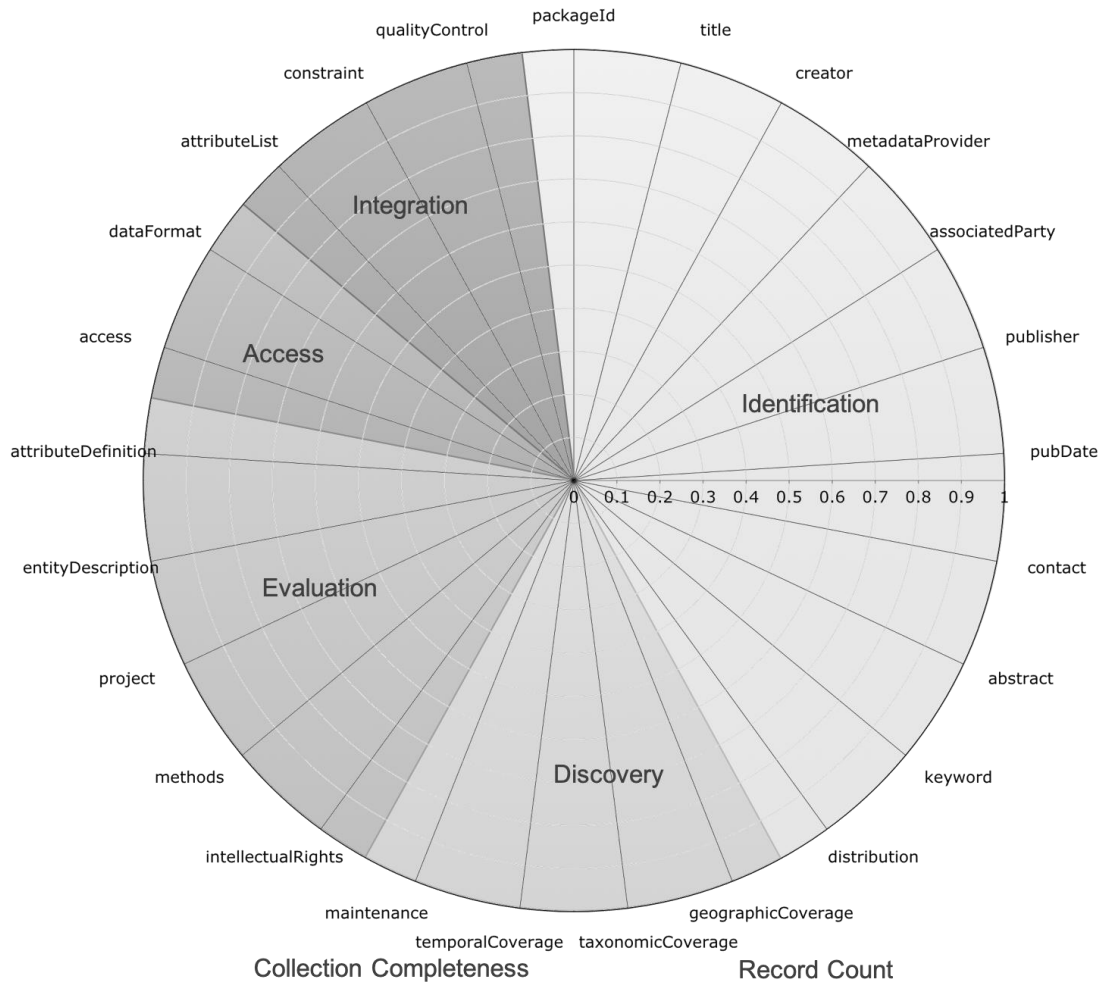 packageId
qualityControl
title
constraint
creator
attributeList
metadataProvider
Integration
dataFormat
associatedParty
access
publisher
Access
Identification
attributeDefinition
pubDate
0 0.1 0.2 0.3 0.4 0.5 0.6 0.7 0.8 0.9 1
entityDescription
contact
Evaluation
project
abstract
methods
Discovery
keyword
intellectualRights
distribution
maintenance
geographicCoverage
temporalCoverage
taxonomicCoverage
Collection Completeness
Record Count